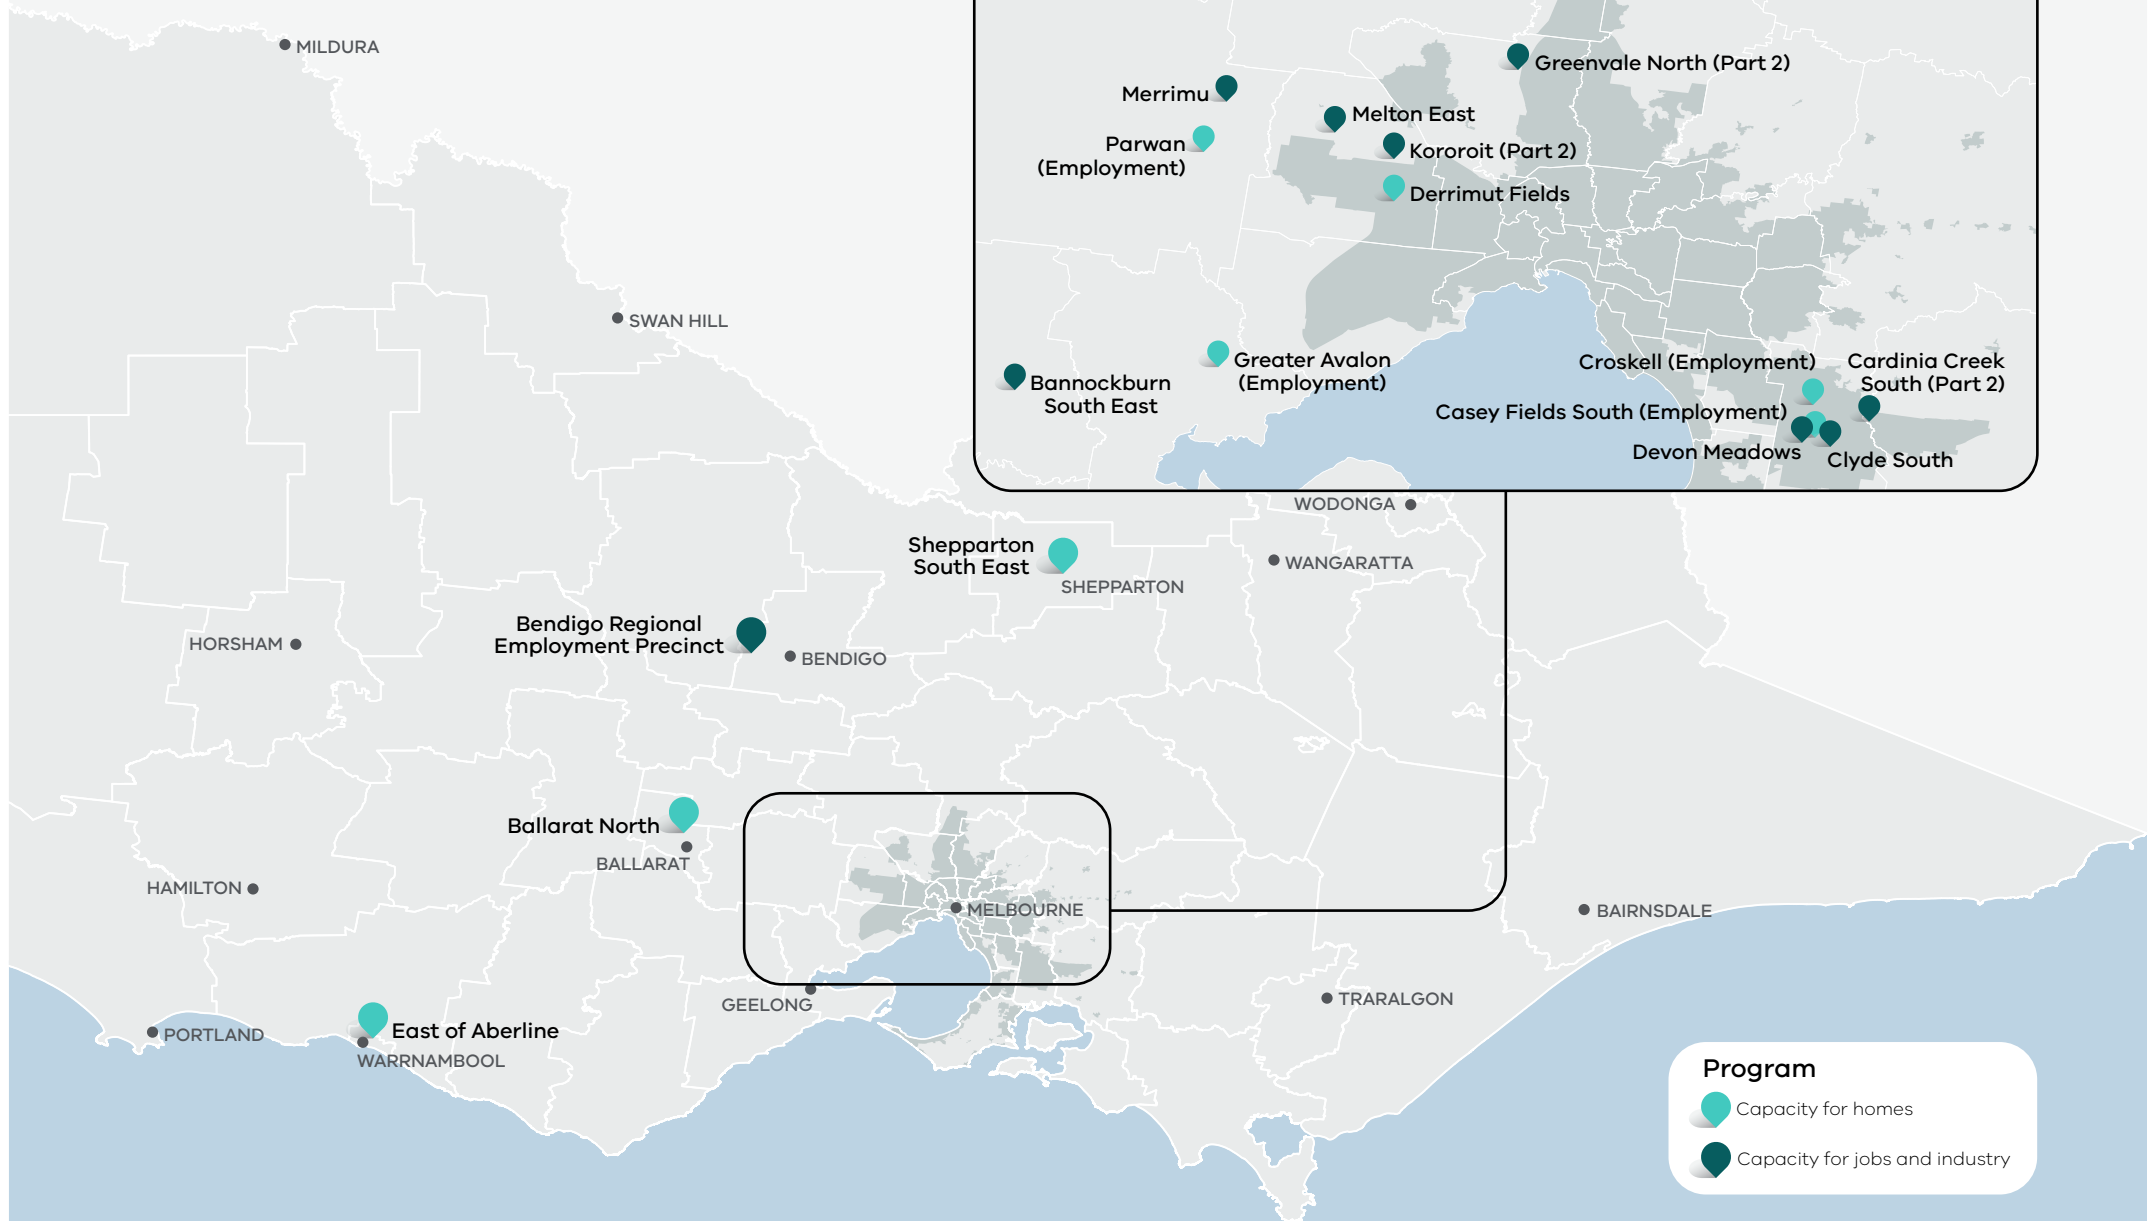 MILDURA
Greenvale North (Part 2)
Merrimu
Melton East
Parwan
(Employment)
Kororoit (Part 2)
Derrimut Fields
SWAN HILL
Greater Avalon
(Employment)
Bannockburn
South East
Croskell (Employment)
Cardinia Creek
South (Part 2)
Casey Fields South (Employment)
Devon Meadows
Clyde South
WODONGA
WANGARATTA
Shepparton
South East
SHEPPARTON
Bendigo Regional
Employment Precinct
BENDIGO
HORSHAM
Ballarat North
BALLARAT
HAMILTON
MELBOURNE
BAIRNSDALE
GEELONG
TRARALGON
East of Aberline
PORTLAND
WARRNAMBOOL
Program
Capacity for homes
Capacity for jobs and industry